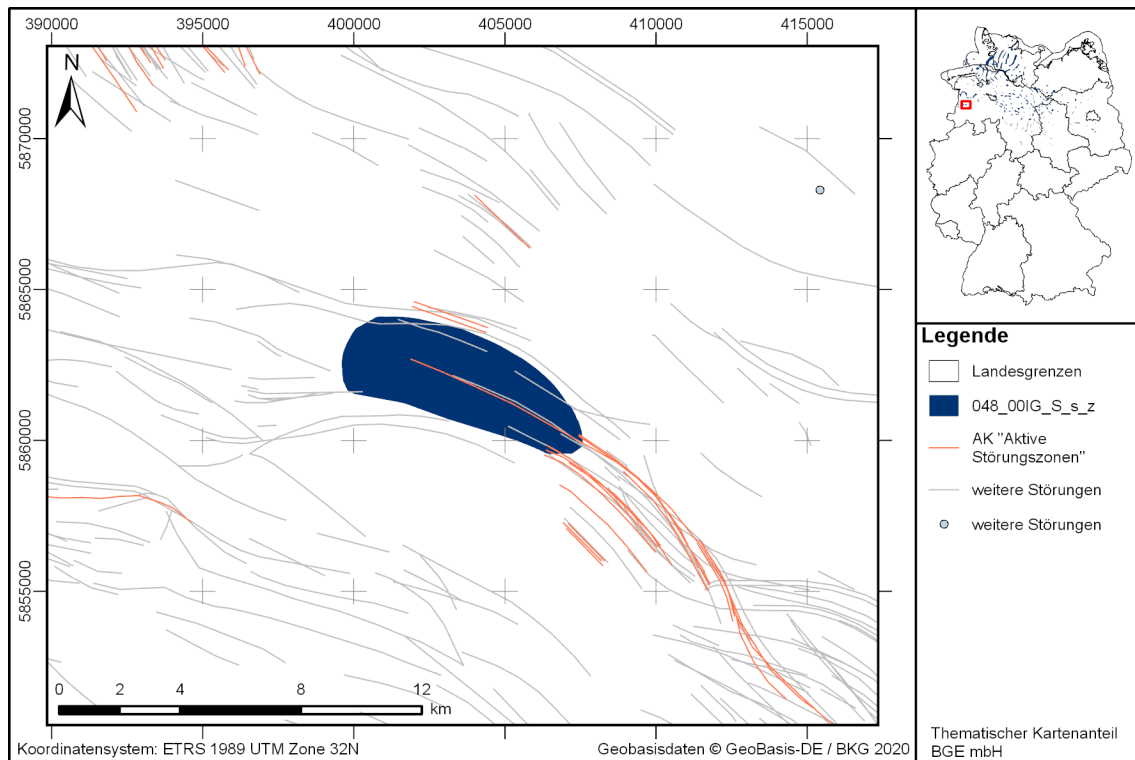 390000 395000 400000 405000 410000 415000
5870000
5865000
5860000
5855000
N
0 2 4 8 12
km
Koordinatensystem: ETRS 1989 UTM Zone 32N
Geobasisdaten © GeoBasis-DE / BKG 2020
Legende
Landesgrenzen
048_00IG_S_s_z
AK "Aktive
Störungszonen"
weitere Störungen
weitere Störungen
Thematischer Kartenanteil
BGE mbH